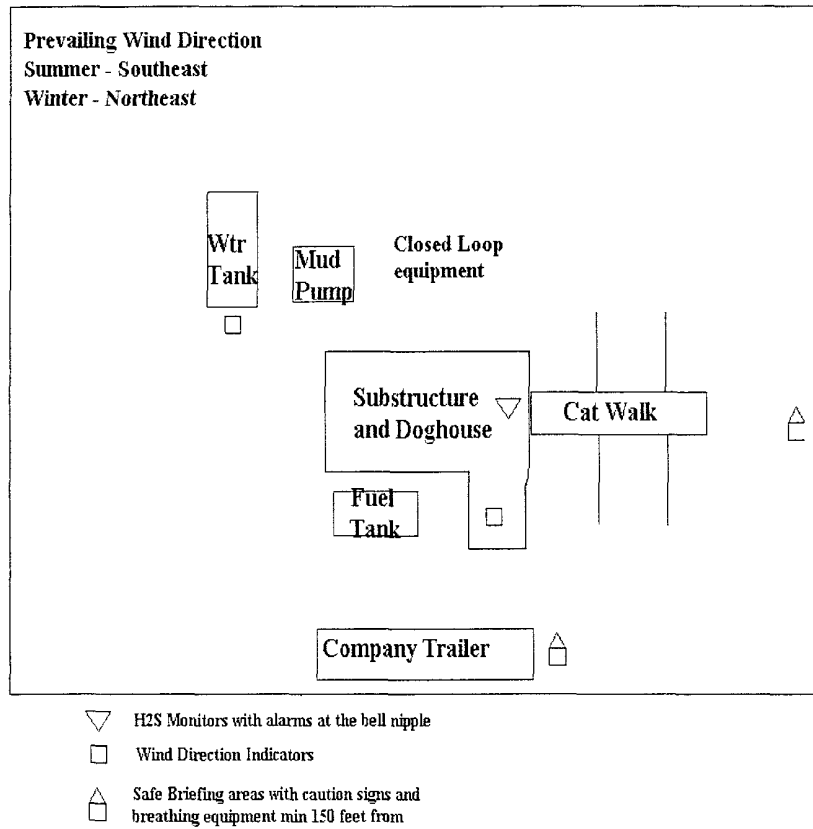 Prevailing Wind Direction
Summer - Southeast
Winter - Northeast
Wtr
Tank
Mud
Pump
Closed Loop
equipment
Substructure
and Doghouse
Cat Walk
Fuel
Tank
Company Trailer
H2S Monitors with alarms at the bell nipple
Wind Direction Indicators
Safe Briefing areas with caution signs and
breathing equipment min 150 feet from